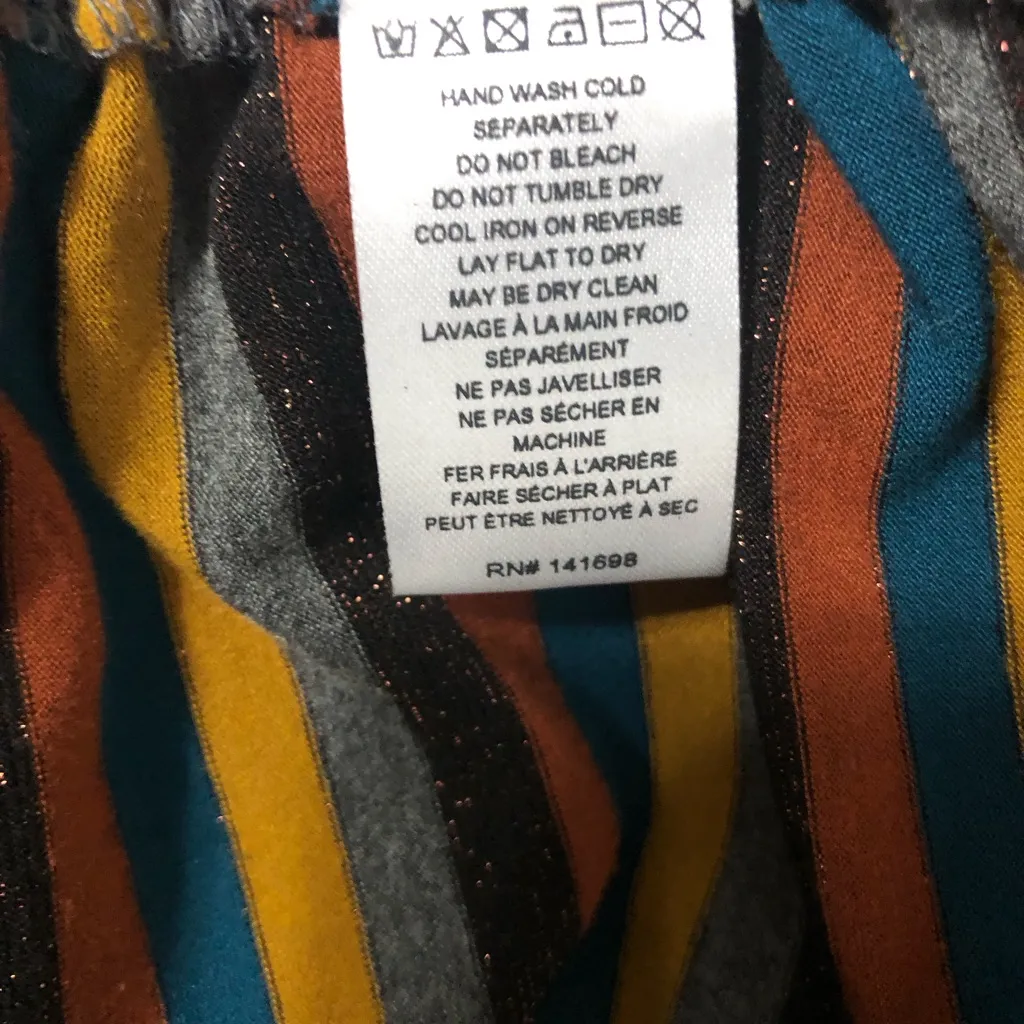 HAND WASH COLD
SEPARATELY
DO NOT BLEACH
DO NOT TUMBLE DRY
COOL IRON ON REVERSE
LAY FLAT TO DRY
MAY BE DRY CLEAN
LAVAGE À LA MAIN FROID
SÉPARÉMENT
NE PAS JAVELLISER
NE PAS SÉCHER EN
MACHINE
FER FRAIS À L'ARRIÈRE
FAIRE SÉCHER À PLAT
PEUT ÊTRE NETTOYÉ À SEC
RN# 141698